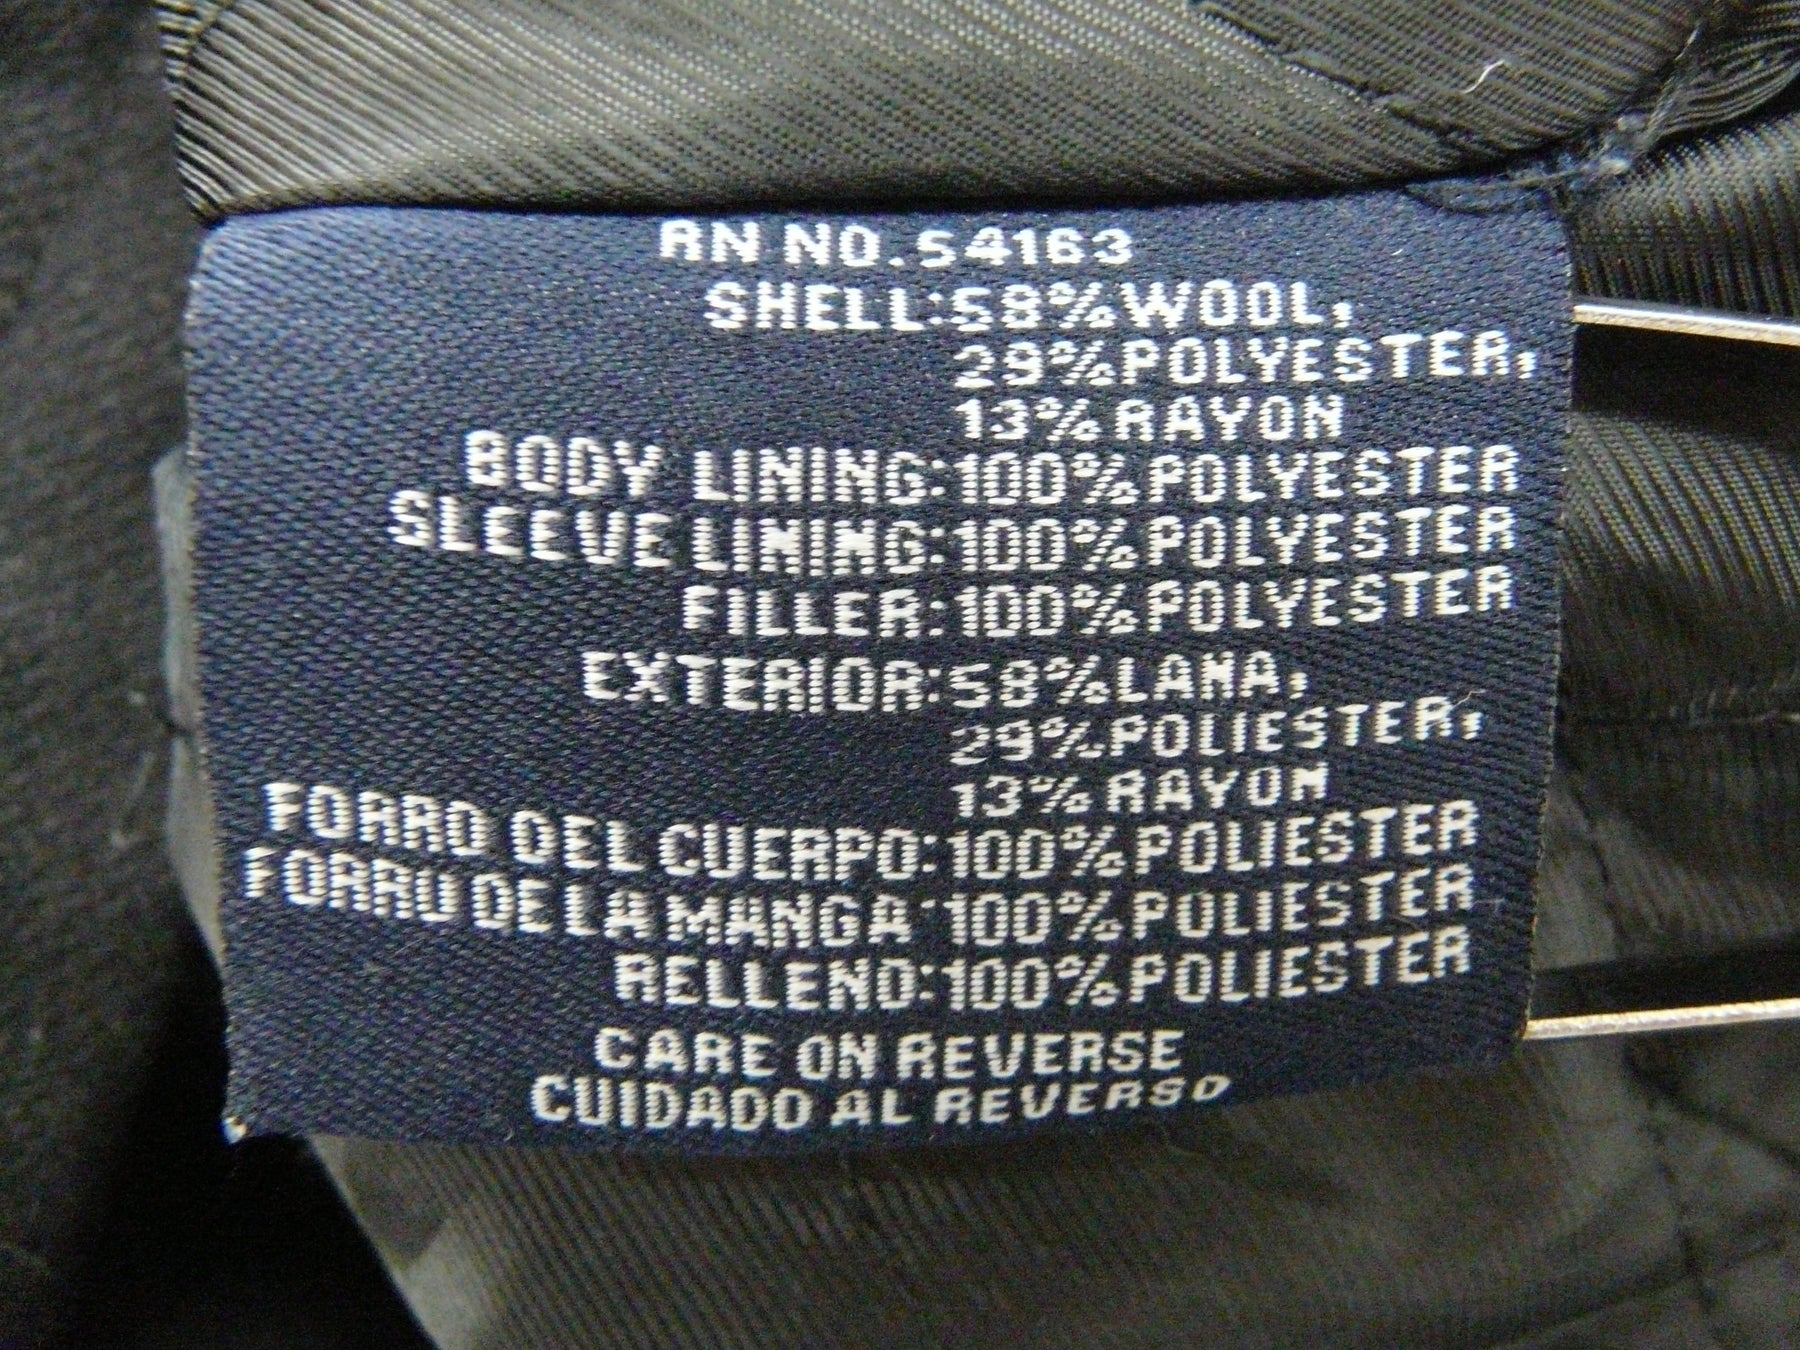 RN NO.54163
SHELL:58%WOOL,
29%POLYESTER,
13%RAYON
BODY LINING:100%POLYESTER
SLEEVE LINING:100%POLYESTER
FILLER:100%POLYESTER
EXTERIOR:58%LANA,
29%POLIESTER,
13%RAYON
FORRO DEL CUERPO:100%POLIESTER
FORRO DE LA MANGA:100%POLIESTER
RELLENO:100%POLIESTER
CARE ON REVERSE
CUIDADO AL REVERSO